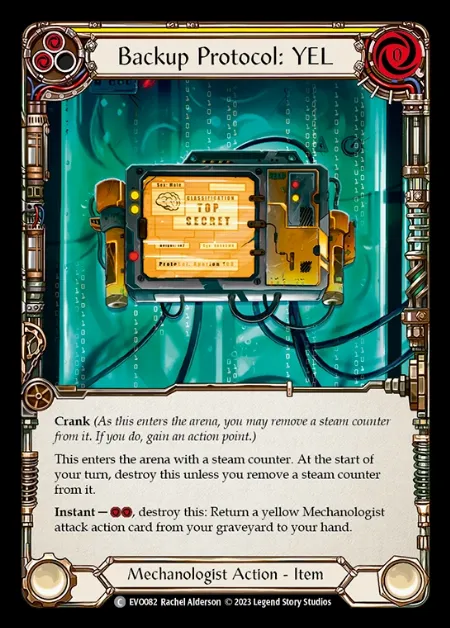 Backup Protocol: YEL
0
CLASSIFICATION
TOP
SECRET
Crank (As this enters the arena, you may remove a steam counter
from it. If you do, gain an action point.)
This enters the arena with a steam counter. At the start of
your turn, destroy this unless you remove a steam counter
from it.
Instant — , destroy this: Return a yellow Mechanologist
attack action card from your graveyard to your hand.
Mechanologist Action - Item
C EVO082 Rachel Alderson © 2023 Legend Story Studios